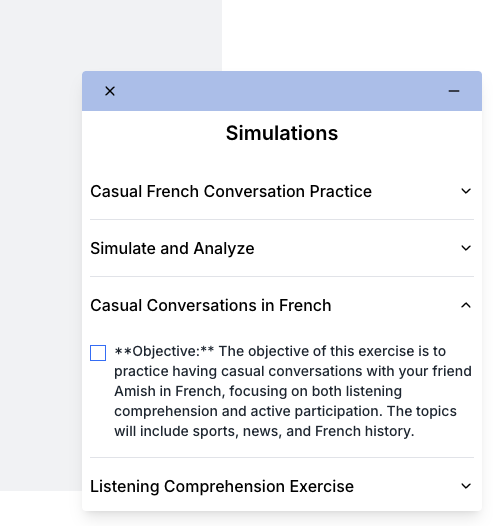 Simulations
Casual French Conversation Practice
Simulate and Analyze
Casual Conversations in French
**Objective:** The objective of this exercise is to
practice having casual conversations with your friend
Amish in French, focusing on both listening
comprehension and active participation. The topics
will include sports, news, and French history.
Listening Comprehension Exercise